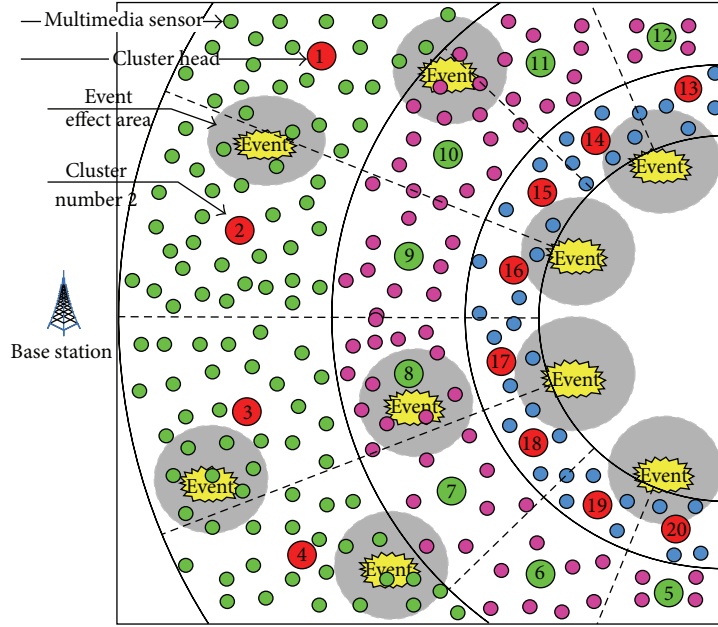 Multimedia sensor
Cluster head
Event
effect area
Cluster
number 2
Base station
1
2
3
4
5
6
7
8
9
10
11
12
13
14
15
16
17
18
19
20
Event
Event
Event
Event
Event
Event
Event
Event
Event